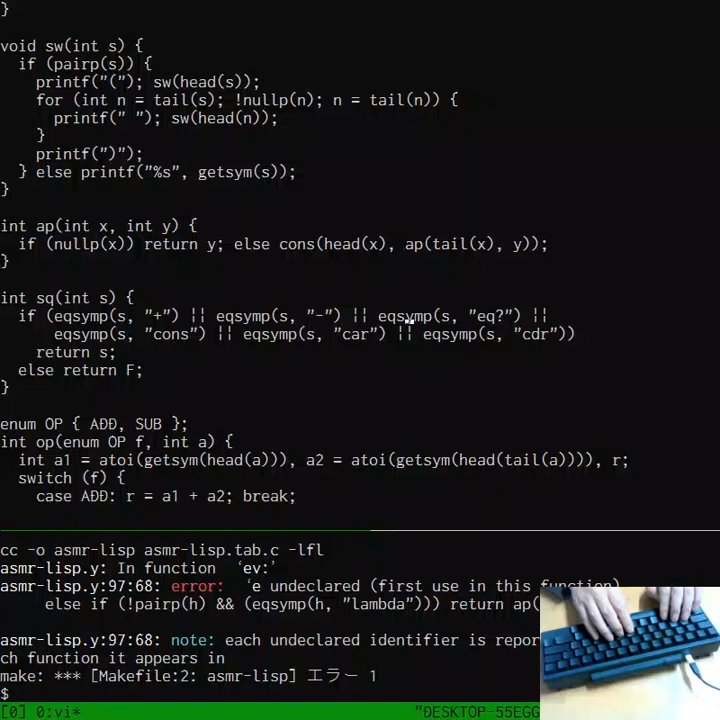 }
void sw(int s) {
if (pairp(s)) {
printf("("); sw(head(s));
for (int n = tail(s); !nullp(n); n = tail(n)) {
printf(" "); sw(head(n));
}
printf(")");
} else printf("%s", getsym(s));
}
int ap(int x, int y) {
if (nullp(x)) return y; else cons(head(x), ap(tail(x), y));
}
int sq(int s) {
if (eqsymp(s, "+") || eqsymp(s, "-") || eqsymp(s, "eq?") ||
eqsymp(s, "cons") || eqsymp(s, "car") || eqsymp(s, "cdr"))
return s;
else return F;
}
enum OP { ADD, SUB };
int op(enum OP f, int a) {
int a1 = atoi(getsym(head(a))), a2 = atoi(getsym(head(tail(a)))), r;
switch (f) {
case ADD: r = a1 + a2; break;
cc -o asmr-lisp asmr-lisp.tab.c -lfl
asmr-lisp.y: In function ‘ev:’
asmr-lisp.y:97:68: error: ‘e undeclared (first use in this function)
else if (!pairp(h) && (eqsymp(h, "lambda"))) return ap(
asmr-lisp.y:97:68: note: each undeclared identifier is repor
ch function it appears in
make: *** [Makefile:2: asmr-lisp] エラー 1
$
[0] 0:vi* "DESKTOP-55EGG